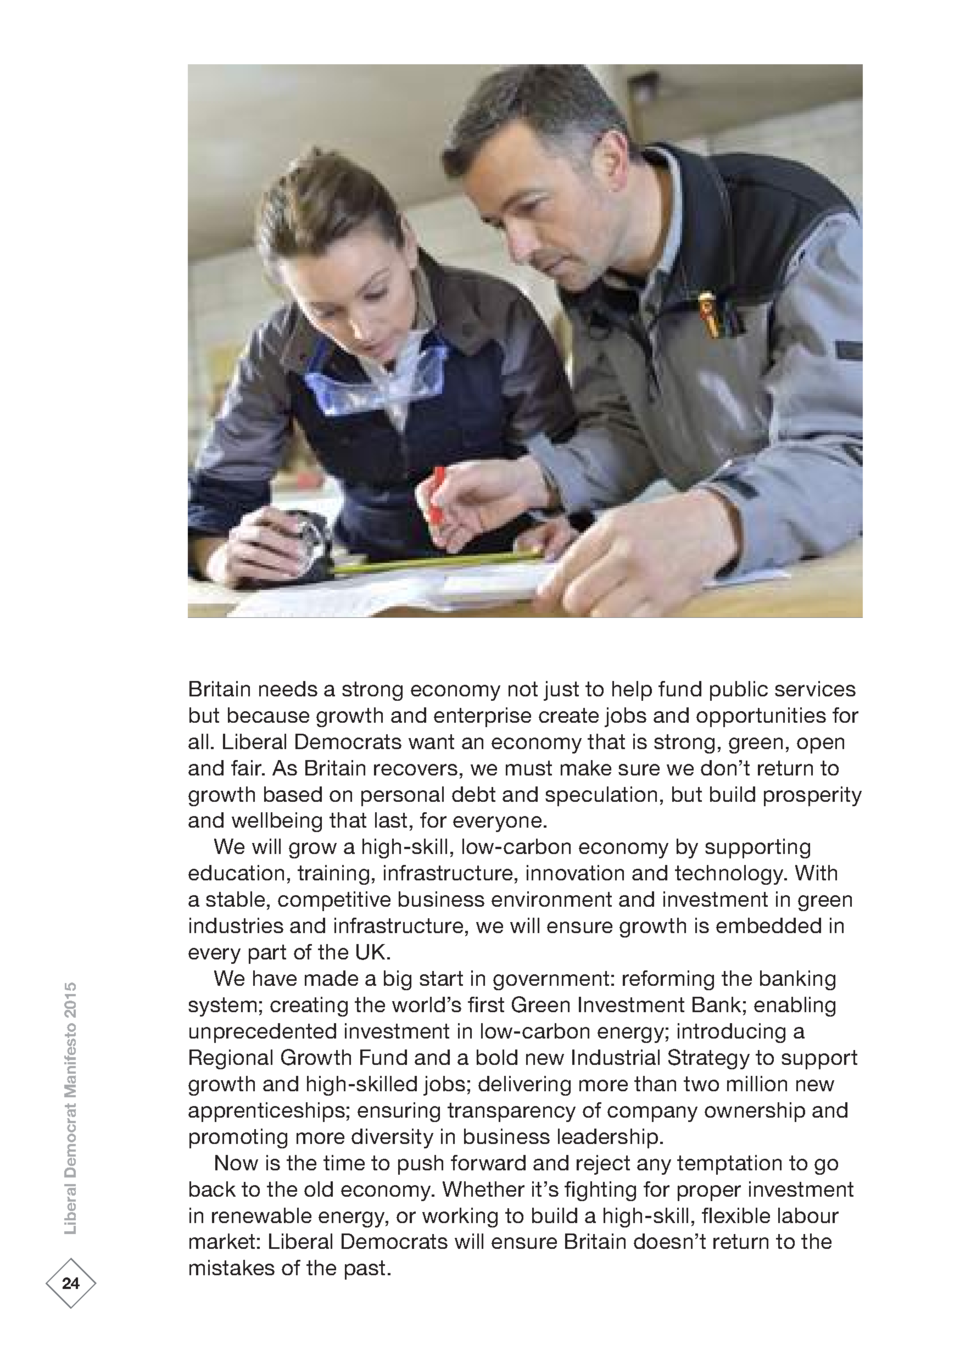 Britain needs a strong economy not just to help fund public services
but because growth and enterprise create jobs and opportunities for
all. Liberal Democrats want an economy that is strong, green, open
and fair. As Britain recovers, we must make sure we don’t return to
growth based on personal debt and speculation, but build prosperity
and wellbeing that last, for everyone.
We will grow a high-skill, low-carbon economy by supporting
education, training, infrastructure, innovation and technology. With
a stable, competitive business environment and investment in green
industries and infrastructure, we will ensure growth is embedded in
every part of the UK.
We have made a big start in government: reforming the banking
system; creating the world’s first Green Investment Bank; enabling
unprecedented investment in low-carbon energy; introducing a
Regional Growth Fund and a bold new Industrial Strategy to support
growth and high-skilled jobs; delivering more than two million new
apprenticeships; ensuring transparency of company ownership and
promoting more diversity in business leadership.
Now is the time to push forward and reject any temptation to go
back to the old economy. Whether it’s fighting for proper investment
in renewable energy, or working to build a high-skill, flexible labour
market: Liberal Democrats will ensure Britain doesn’t return to the
mistakes of the past.
Liberal Democrat Manifesto 2015
24